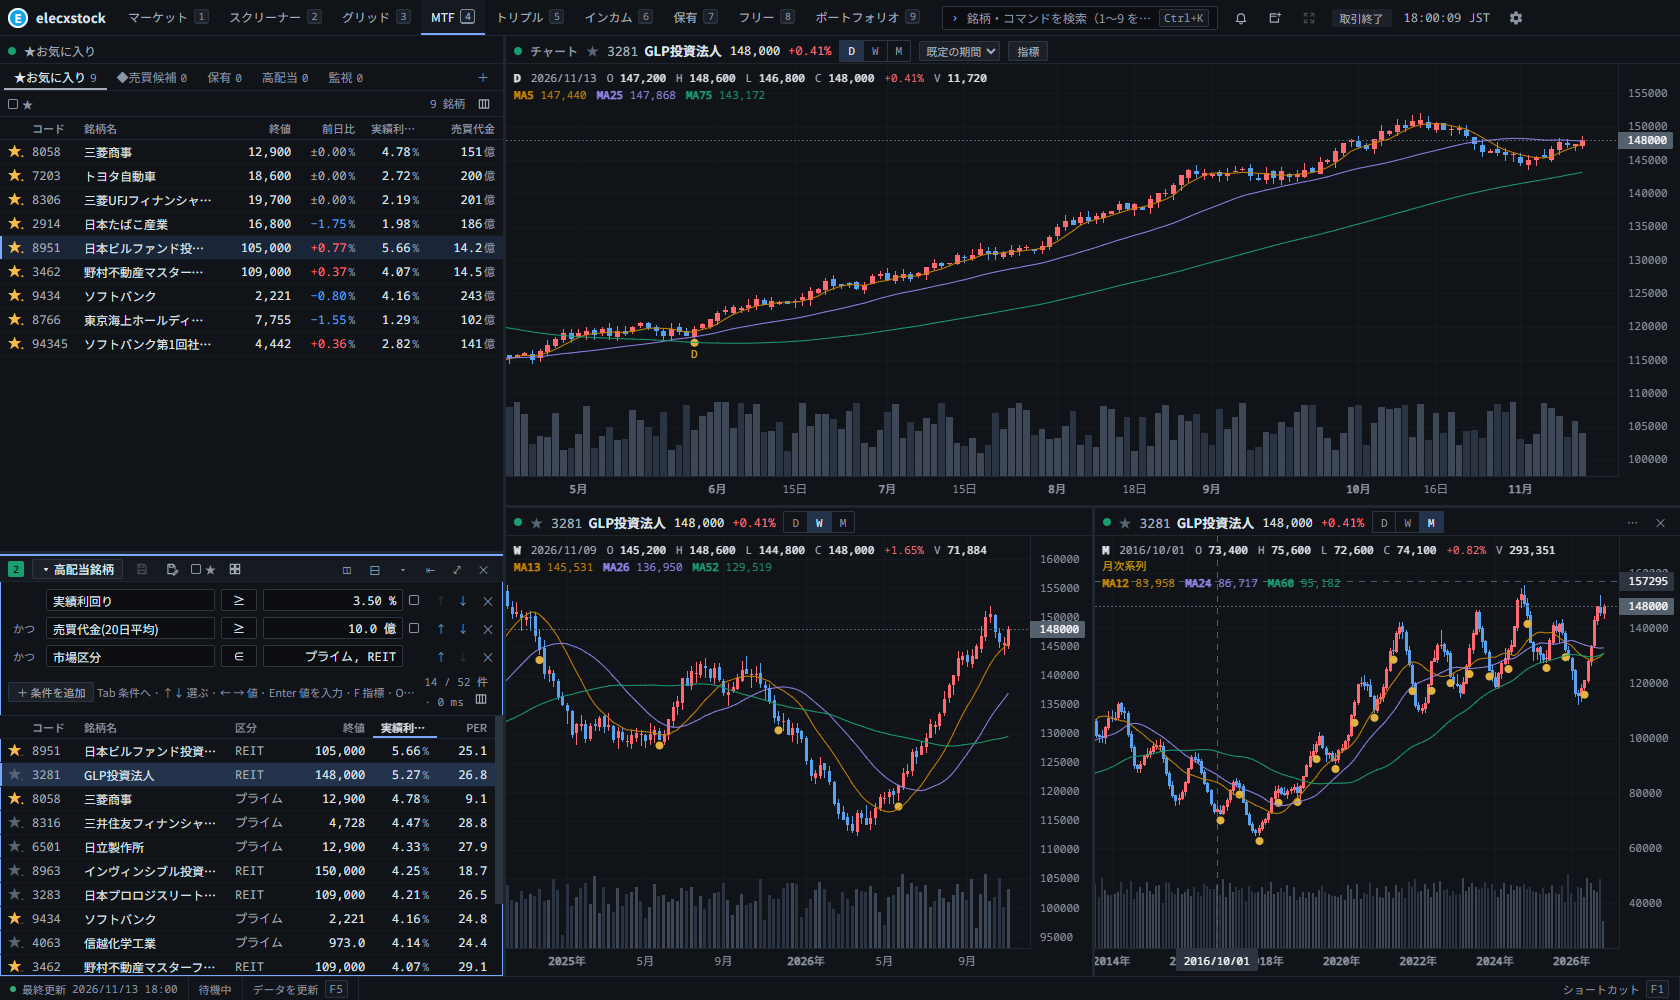 E elecxstock マーケット 1 スクリーナー 2 グリッド 3 MTF 4 トリプル 5 インカム 6 保有 7 フリー 8 ポートフォリオ 9 › 銘柄・コマンドを検索（1〜9 を… Ctrl+K 取引終了 18:00:09 JST
★お気に入り
★お気に入り 9 ◆売買候補 0 保有 0 高配当 0 監視 0 ＋
★ 9 銘柄
コード 銘柄名 終値 前日比 実績利… 売買代金
★ 8058 三菱商事 12,900 ±0.00% 4.78% 151億
★ 7203 トヨタ自動車 18,600 ±0.00% 2.72% 200億
★ 8306 三菱UFJフィナンシャ… 19,700 ±0.00% 2.19% 201億
★ 2914 日本たばこ産業 16,800 −1.75% 1.98% 186億
★ 8951 日本ビルファンド投… 105,000 +0.77% 5.66% 14.2億
★ 3462 野村不動産マスター… 109,000 +0.37% 4.07% 14.5億
★ 9434 ソフトバンク 2,221 −0.80% 4.16% 243億
★ 8766 東京海上ホールディ… 7,755 −1.55% 1.29% 102億
★ 94345 ソフトバンク第1回社… 4,442 +0.36% 2.82% 141億
2 高配当銘柄 ★
実績利回り ≥ 3.50 % ↑ ↓ ×
かつ 売買代金(20日平均) ≥ 10.0 億 ↑ ↓ ×
かつ 市場区分 ∈ プライム, REIT ↑ ↓ ×
＋条件を追加 Tab 条件へ · ↑↓選ぶ · ←→値 · Enter 値を入力 · F 指標 · O… 14 / 52 件 · 0 ms
コード 銘柄名 区分 終値 実績利… PER
★ 8951 日本ビルファンド投資… REIT 105,000 5.66% 25.1
★ 3281 GLP投資法人 REIT 148,000 5.27% 26.8
★ 8058 三菱商事 プライム 12,900 4.78% 9.1
★ 8316 三井住友フィナンシャ… プライム 4,728 4.47% 28.8
★ 6501 日立製作所 プライム 12,900 4.33% 27.9
★ 8963 インヴィンシブル投資… REIT 150,000 4.25% 18.7
★ 3283 日本プロロジスリート… REIT 109,000 4.21% 26.5
★ 9434 ソフトバンク プライム 2,221 4.16% 24.8
★ 4063 信越化学工業 プライム 973.0 4.14% 24.4
★ 3462 野村不動産マスターフ… REIT 109,000 4.07% 29.1
チャート ★ 3281 GLP投資法人 148,000 +0.41% D W M 既定の期間 指標
D 2026/11/13 O 147,200 H 148,600 L 146,800 C 148,000 +0.41% V 11,720
MA5 147,440 MA25 147,868 MA75 143,172
155000
150000
148000
145000
140000
135000
130000
125000
120000
115000
110000
105000
100000
D
5月 6月 15日 7月 15日 8月 18日 9月 10月 16日 11月
★ 3281 GLP投資法人 148,000 +0.41% D W M
W 2026/11/09 O 145,200 H 148,600 L 144,800 C 148,000 +1.65% V 71,884
MA13 145,531 MA26 136,950 MA52 129,519
160000
155000
150000
148000
145000
140000
135000
130000
125000
120000
115000
110000
105000
100000
95000
2025年 5月 9月 2026年 5月 9月
★ 3281 GLP投資法人 148,000 +0.41% D W M … ×
M 2016/10/01 O 73,400 H 75,600 L 72,600 C 74,100 +0.82% V 293,351
月次系列
MA12 83,958 MA24 86,717 MA60 95,182
160000
157295
148000
140000
120000
100000
80000
60000
40000
2014年 2016/10/01 18年 2020年 2022年 2024年 2026年
最終更新 2026/11/13 18:00 待機中 データを更新 F5 ショートカット F1